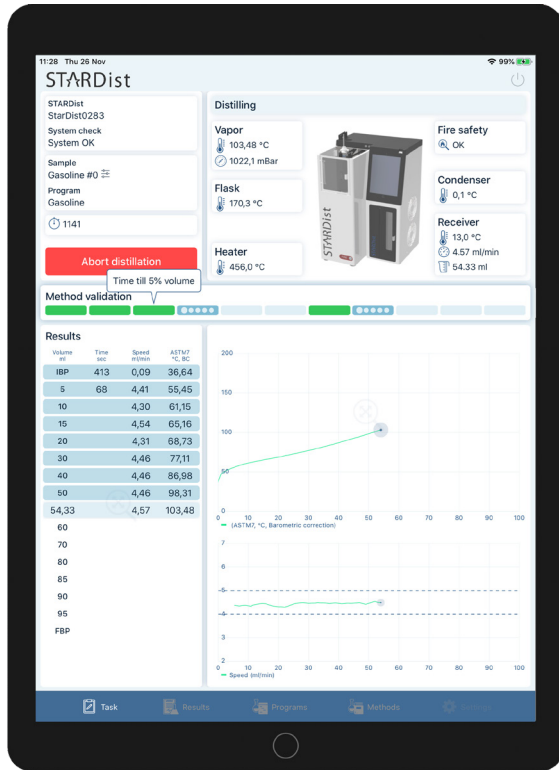 11:28 Thu 26 Nov
99%
STARDist
STARDist
StarDist0283
System check
System OK
Sample
Gasoline #0
Program
Gasoline
1141
Abort distillation
Distilling
Vapor
103,48 °C
1022,1 mBar
Flask
170,3 °C
Heater
456,0 °C
STARDist
Fire safety
OK
Condenser
0,1 °C
Receiver
13,0 °C
4.57 ml/min
54.33 ml
Time till 5% volume
Method validation
Results
Volume Time Speed ASTM7
ml sec ml/min °C, BC
IBP 413 0,09 36,64
5 68 4,41 55,45
10 4,30 61,15
15 4,54 65,16
20 4,31 68,73
30 4,46 77,11
40 4,46 86,98
50 4,46 98,31
54,33 4,57 103,48
60
70
80
85
90
95
FBP
200
150
100
50
0
0 10 20 30 40 50 60 70 80 90 100
(ASTM7, °C, Barometric correction)
7
6
5
4
3
2
0 10 20 30 40 50 60 70 80 90 100
Speed (ml/min)
Task Results Programs Methods Settings